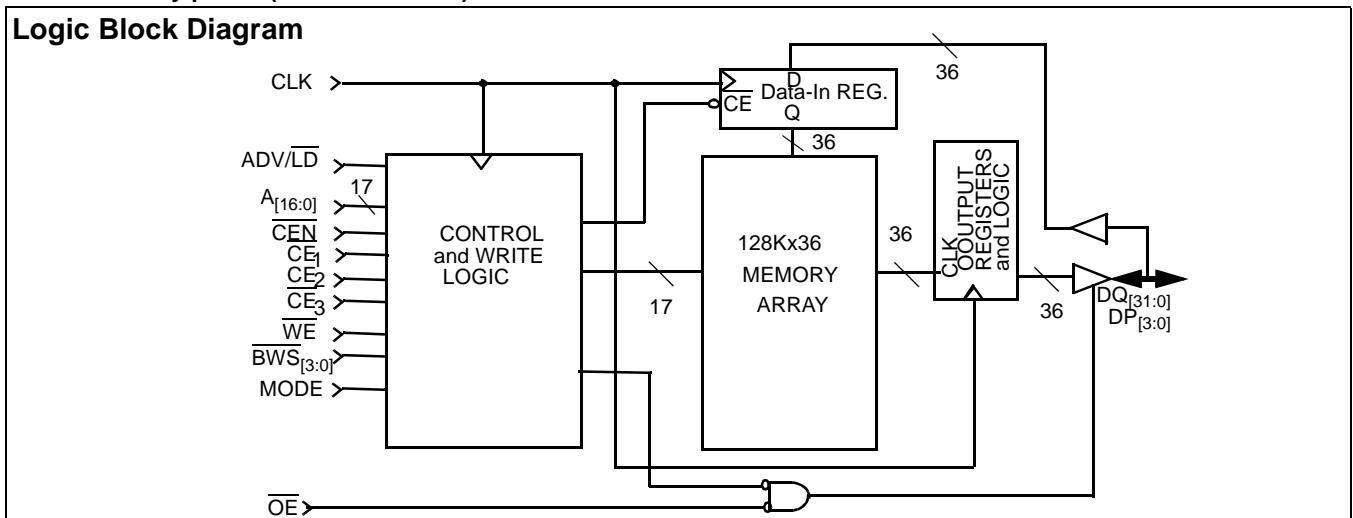 Logic Block Diagram
CLK
ADV/LD
A[16:0]
17
CEN
CE1
CE2
CE3
WE
BWS[3:0]
MODE
OE
CONTROL
and WRITE
LOGIC
D
CE
Data-In REG.
Q
36
36
17
128Kx36
MEMORY
ARRAY
36
CLK
OUTPUT
REGISTERS
and LOGIC
36
DQ[31:0]
DP[3:0]